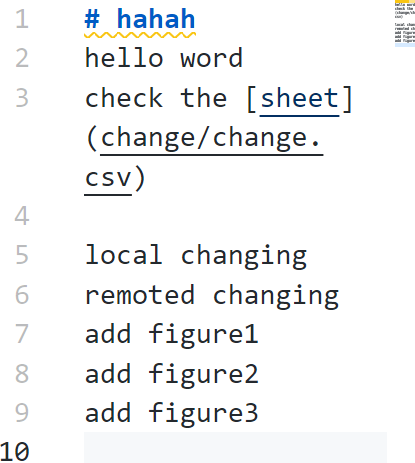 1 # hahah
2 hello word
3 check the [sheet]
(change/change.
csv)
4
5 local changing
6 remoted changing
7 add figure1
8 add figure2
9 add figure3
10